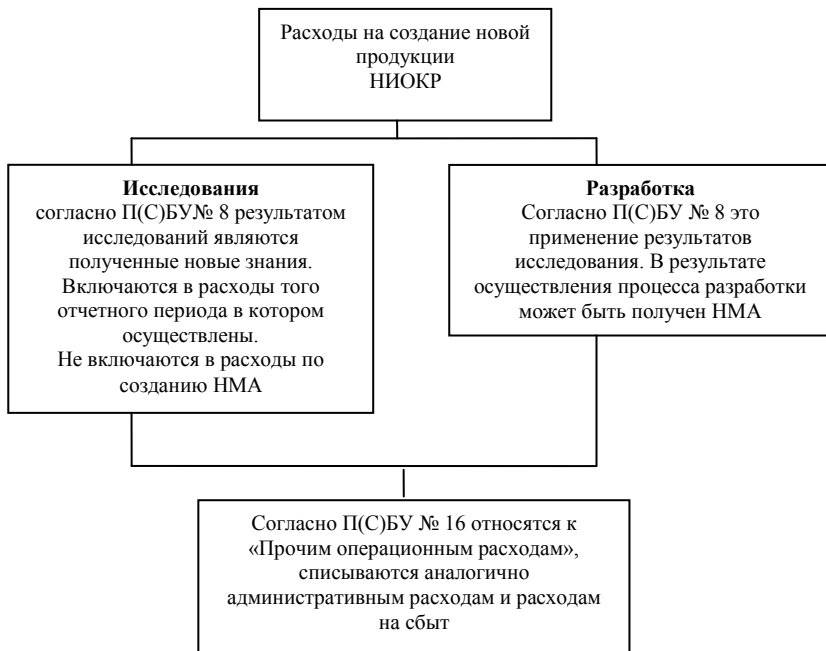 Расходы на создание новой
продукции
НИОКР
Исследования
согласно П(С)БУ№ 8 результатом
исследований являются
полученные новые знания.
Включаются в расходы того
отчетного периода в котором
осуществлены.
Не включаются в расходы по
созданию НМА
Разработка
Согласно П(С)БУ № 8 это
применение результатов
исследования. В результате
осуществления процесса разработки
может быть получен НМА
Согласно П(С)БУ № 16 относятся к
«Прочим операционным расходам»,
списываются аналогично
административным расходам и расходам
на сбыт